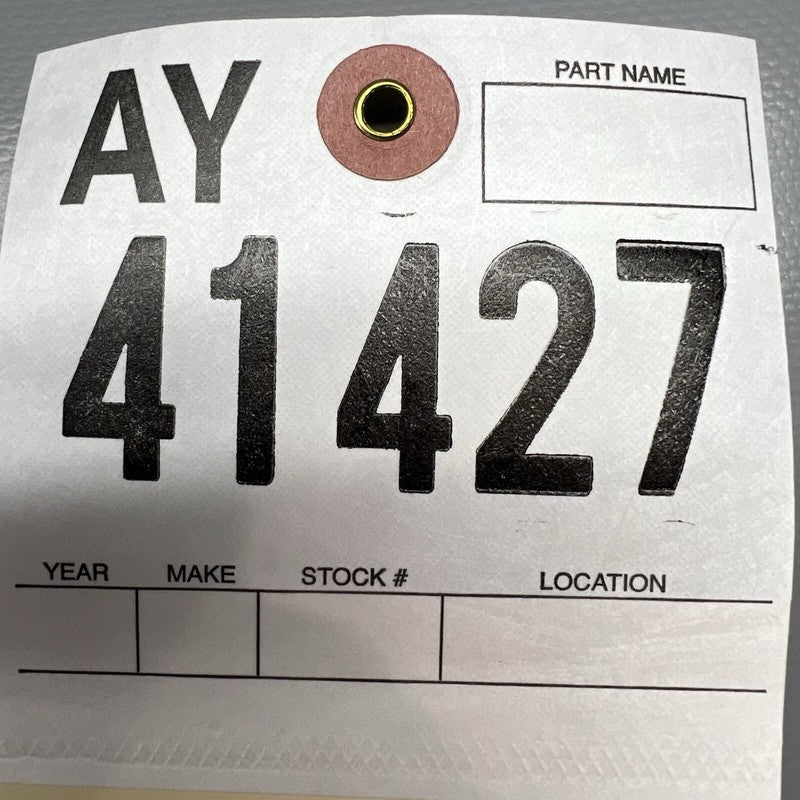 AY
PART NAME
41427
YEAR MAKE STOCK # LOCATION